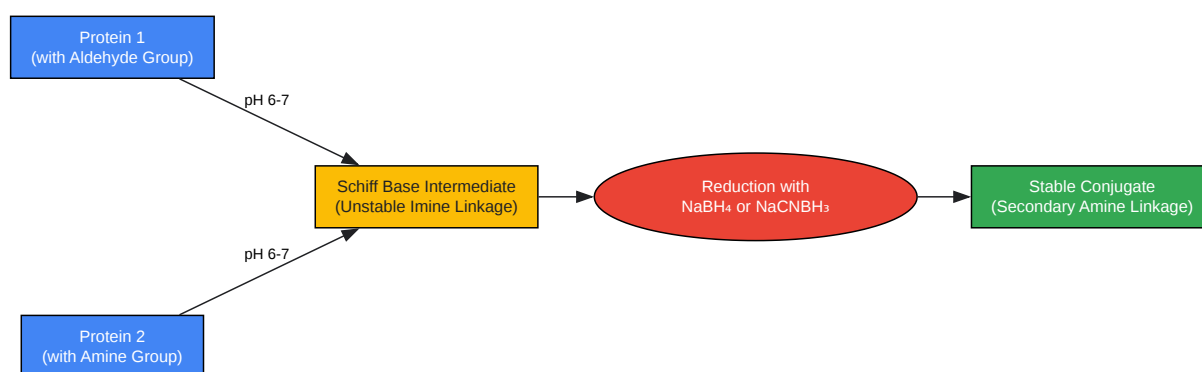 Protein 1
(with Aldehyde Group)
pH 6-7
Schiff Base Intermediate
(Unstable Imine Linkage)
Reduction with
NaBH₄ or NaCNBH₃
Stable Conjugate
(Secondary Amine Linkage)
pH 6-7
Protein 2
(with Amine Group)